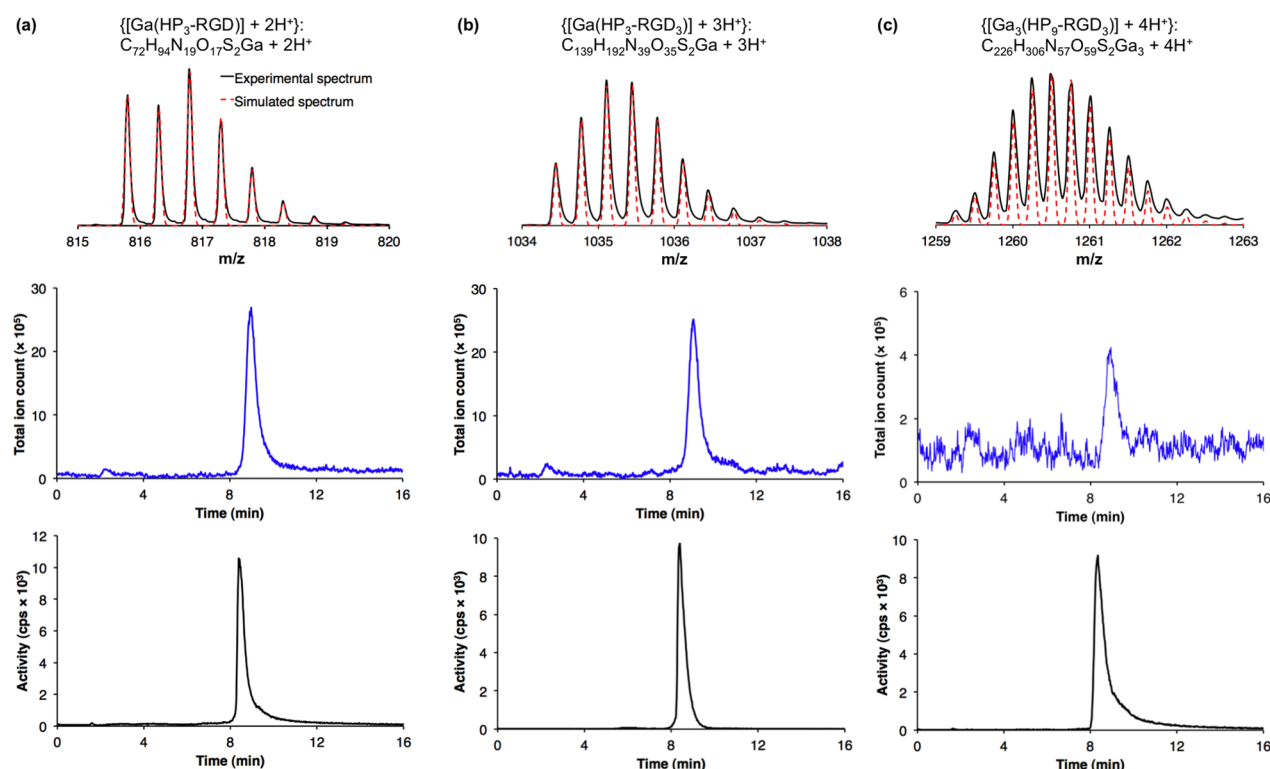 (a)
{[Ga(HP₃-RGD)] + 2H⁺}:
C₇₂H₉₄N₁₉O₁₇S₂Ga + 2H⁺
Experimental spectrum
Simulated spectrum
815 816 817 818 819 820
m/z
(b)
{[Ga(HP₃-RGD₃)] + 3H⁺}:
C₁₃₉H₁₉₂N₃₉O₃₅S₂Ga + 3H⁺
1034 1035 1036 1037 1038
m/z
(c)
{[Ga₃(HP₉-RGD₃)] + 4H⁺}:
C₂₂₆H₃₀₆N₅₇O₅₉S₂Ga₃ + 4H⁺
1259 1260 1261 1262 1263
m/z
Total ion count (× 10⁵)
30
20
10
0
0 4 8 12 16
Time (min)
Total ion count (× 10⁵)
30
20
10
0
0 4 8 12 16
Time (min)
Total ion count (× 10⁵)
6
4
2
0
0 4 8 12 16
Time (min)
Activity (cps × 10³)
12
10
8
6
4
2
0
0 4 8 12 16
Time (min)
Activity (cps × 10³)
10
8
6
4
2
0
0 4 8 12 16
Time (min)
Activity (cps × 10³)
10
8
6
4
2
0
0 4 8 12 16
Time (min)